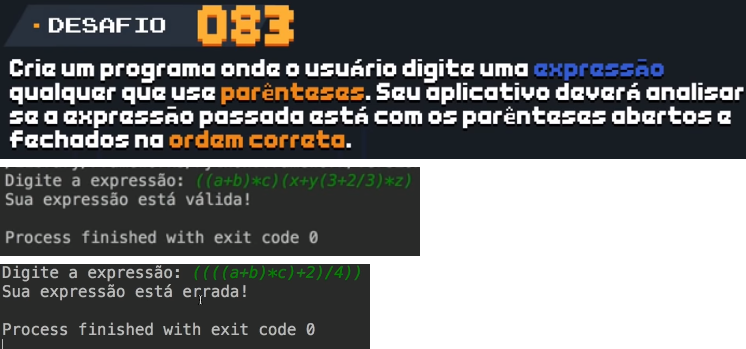 DESAFIO 083
Crie um programa onde o usuário digite uma expressão
qualquer que use parênteses. Seu aplicativo deverá analisar
se a expressão passada está com os parênteses abertos e
fechados na ordem correta.
Digite a expressão: ((a+b)*c)(x+y(3+2/3)*z)
Sua expressão está válida!
Process finished with exit code 0
Digite a expressão: ((((a+b)*c)+2)/4))
Sua expressão está errada!
Process finished with exit code 0